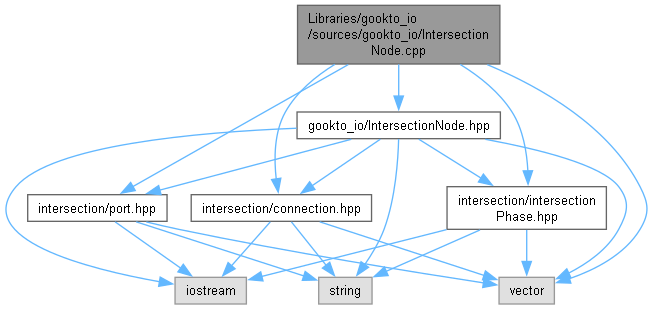 Libraries/gookto_io
/sources/gookto_io/Intersection
Node.cpp
gookto_io/IntersectionNode.hpp
intersection/port.hpp
intersection/connection.hpp
intersection/intersection
Phase.hpp
iostream
string
vector